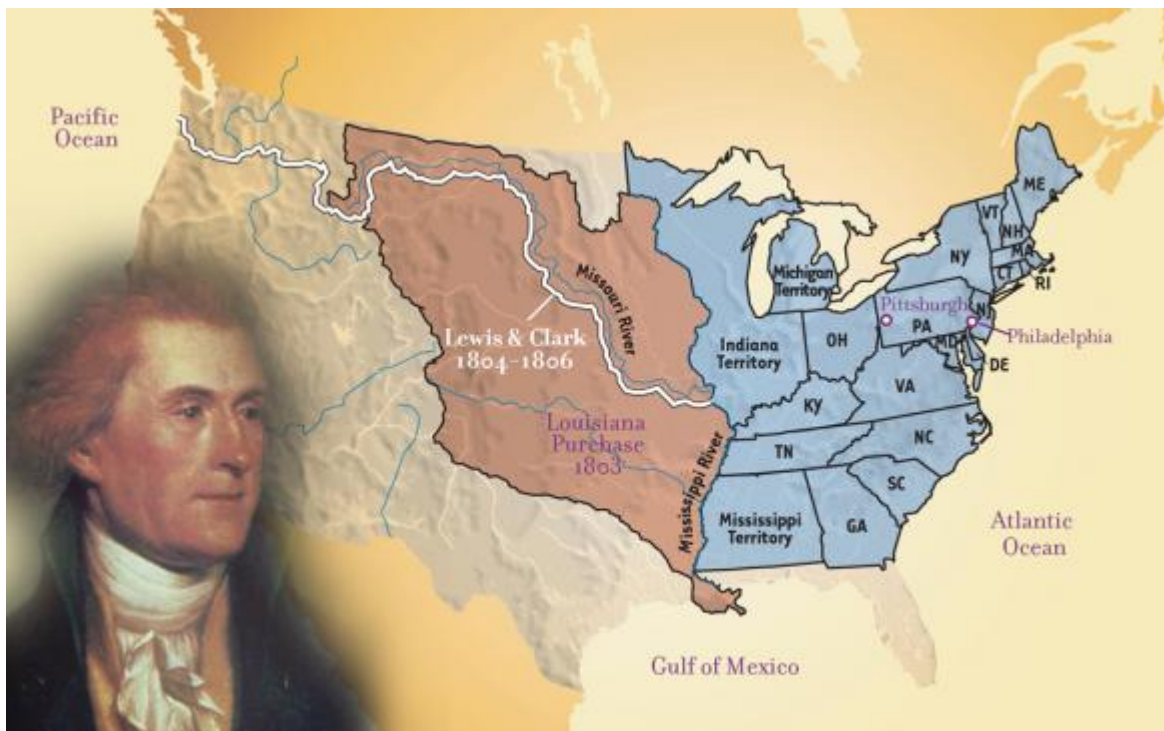 Pacific
Ocean
ME
VT
NH
MA
NY
CT
RI
Michigan
Territory
Missouri River
Pittsburgh
NJ
PA
Philadelphia
Lewis & Clark
1804–1806
Indiana
Territory
OH
MD
DE
VA
KY
Louisiana
Purchase
1803
Mississippi River
TN
NC
SC
Mississippi
Territory
GA
Atlantic
Ocean
Gulf of Mexico